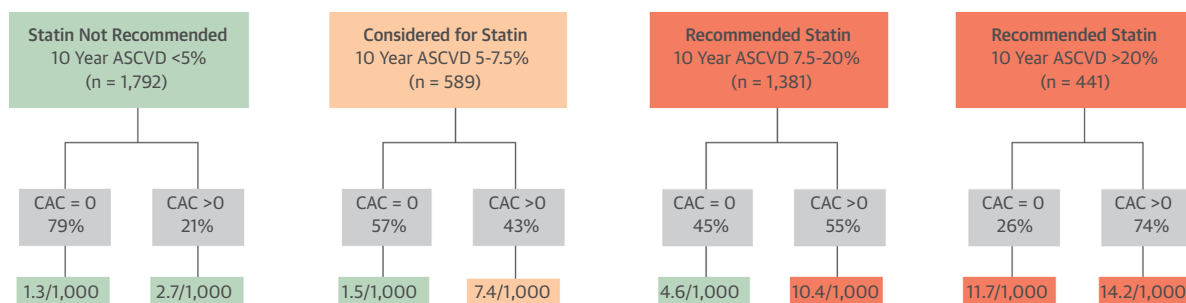 Statin Not Recommended
10 Year ASCVD <5%
(n = 1,792)
CAC = 0
79%
CAC >0
21%
1.3/1,000
2.7/1,000
Considered for Statin
10 Year ASCVD 5-7.5%
(n = 589)
CAC = 0
57%
CAC >0
43%
1.5/1,000
7.4/1,000
Recommended Statin
10 Year ASCVD 7.5-20%
(n = 1,381)
CAC = 0
45%
CAC >0
55%
4.6/1,000
10.4/1,000
Recommended Statin
10 Year ASCVD >20%
(n = 441)
CAC = 0
26%
CAC >0
74%
11.7/1,000
14.2/1,000